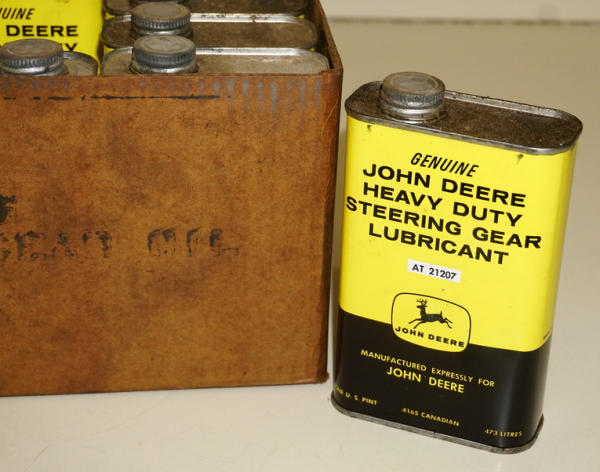 DEERE
GENUINE
JOHN DEERE
HEAVY DUTY
STEERING GEAR
LUBRICANT
AT 21207
JOHN DEERE
MANUFACTURED EXPRESSLY FOR
JOHN DEERE
U. S. PINT
.4165 CANADIAN
.473 LITRES
GEAR OIL